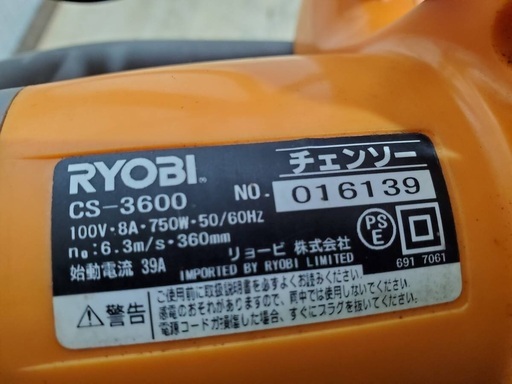 RYOBI チェンソー
CS-3600 NO. 016139
100V・8A・750W・50/60HZ
n₀:6.3m/s・360mm
リョービ 株式会社
始動電流 39A IMPORTED BY RYOBI LIMITED
PS E
691 7061
警告
ご使用前に取扱説明書を必ずよくお読みください。
感電のおそれがありますので、雨中では使用しないでください。
電源コードが損傷した場合、すぐにプラグを抜いてください。